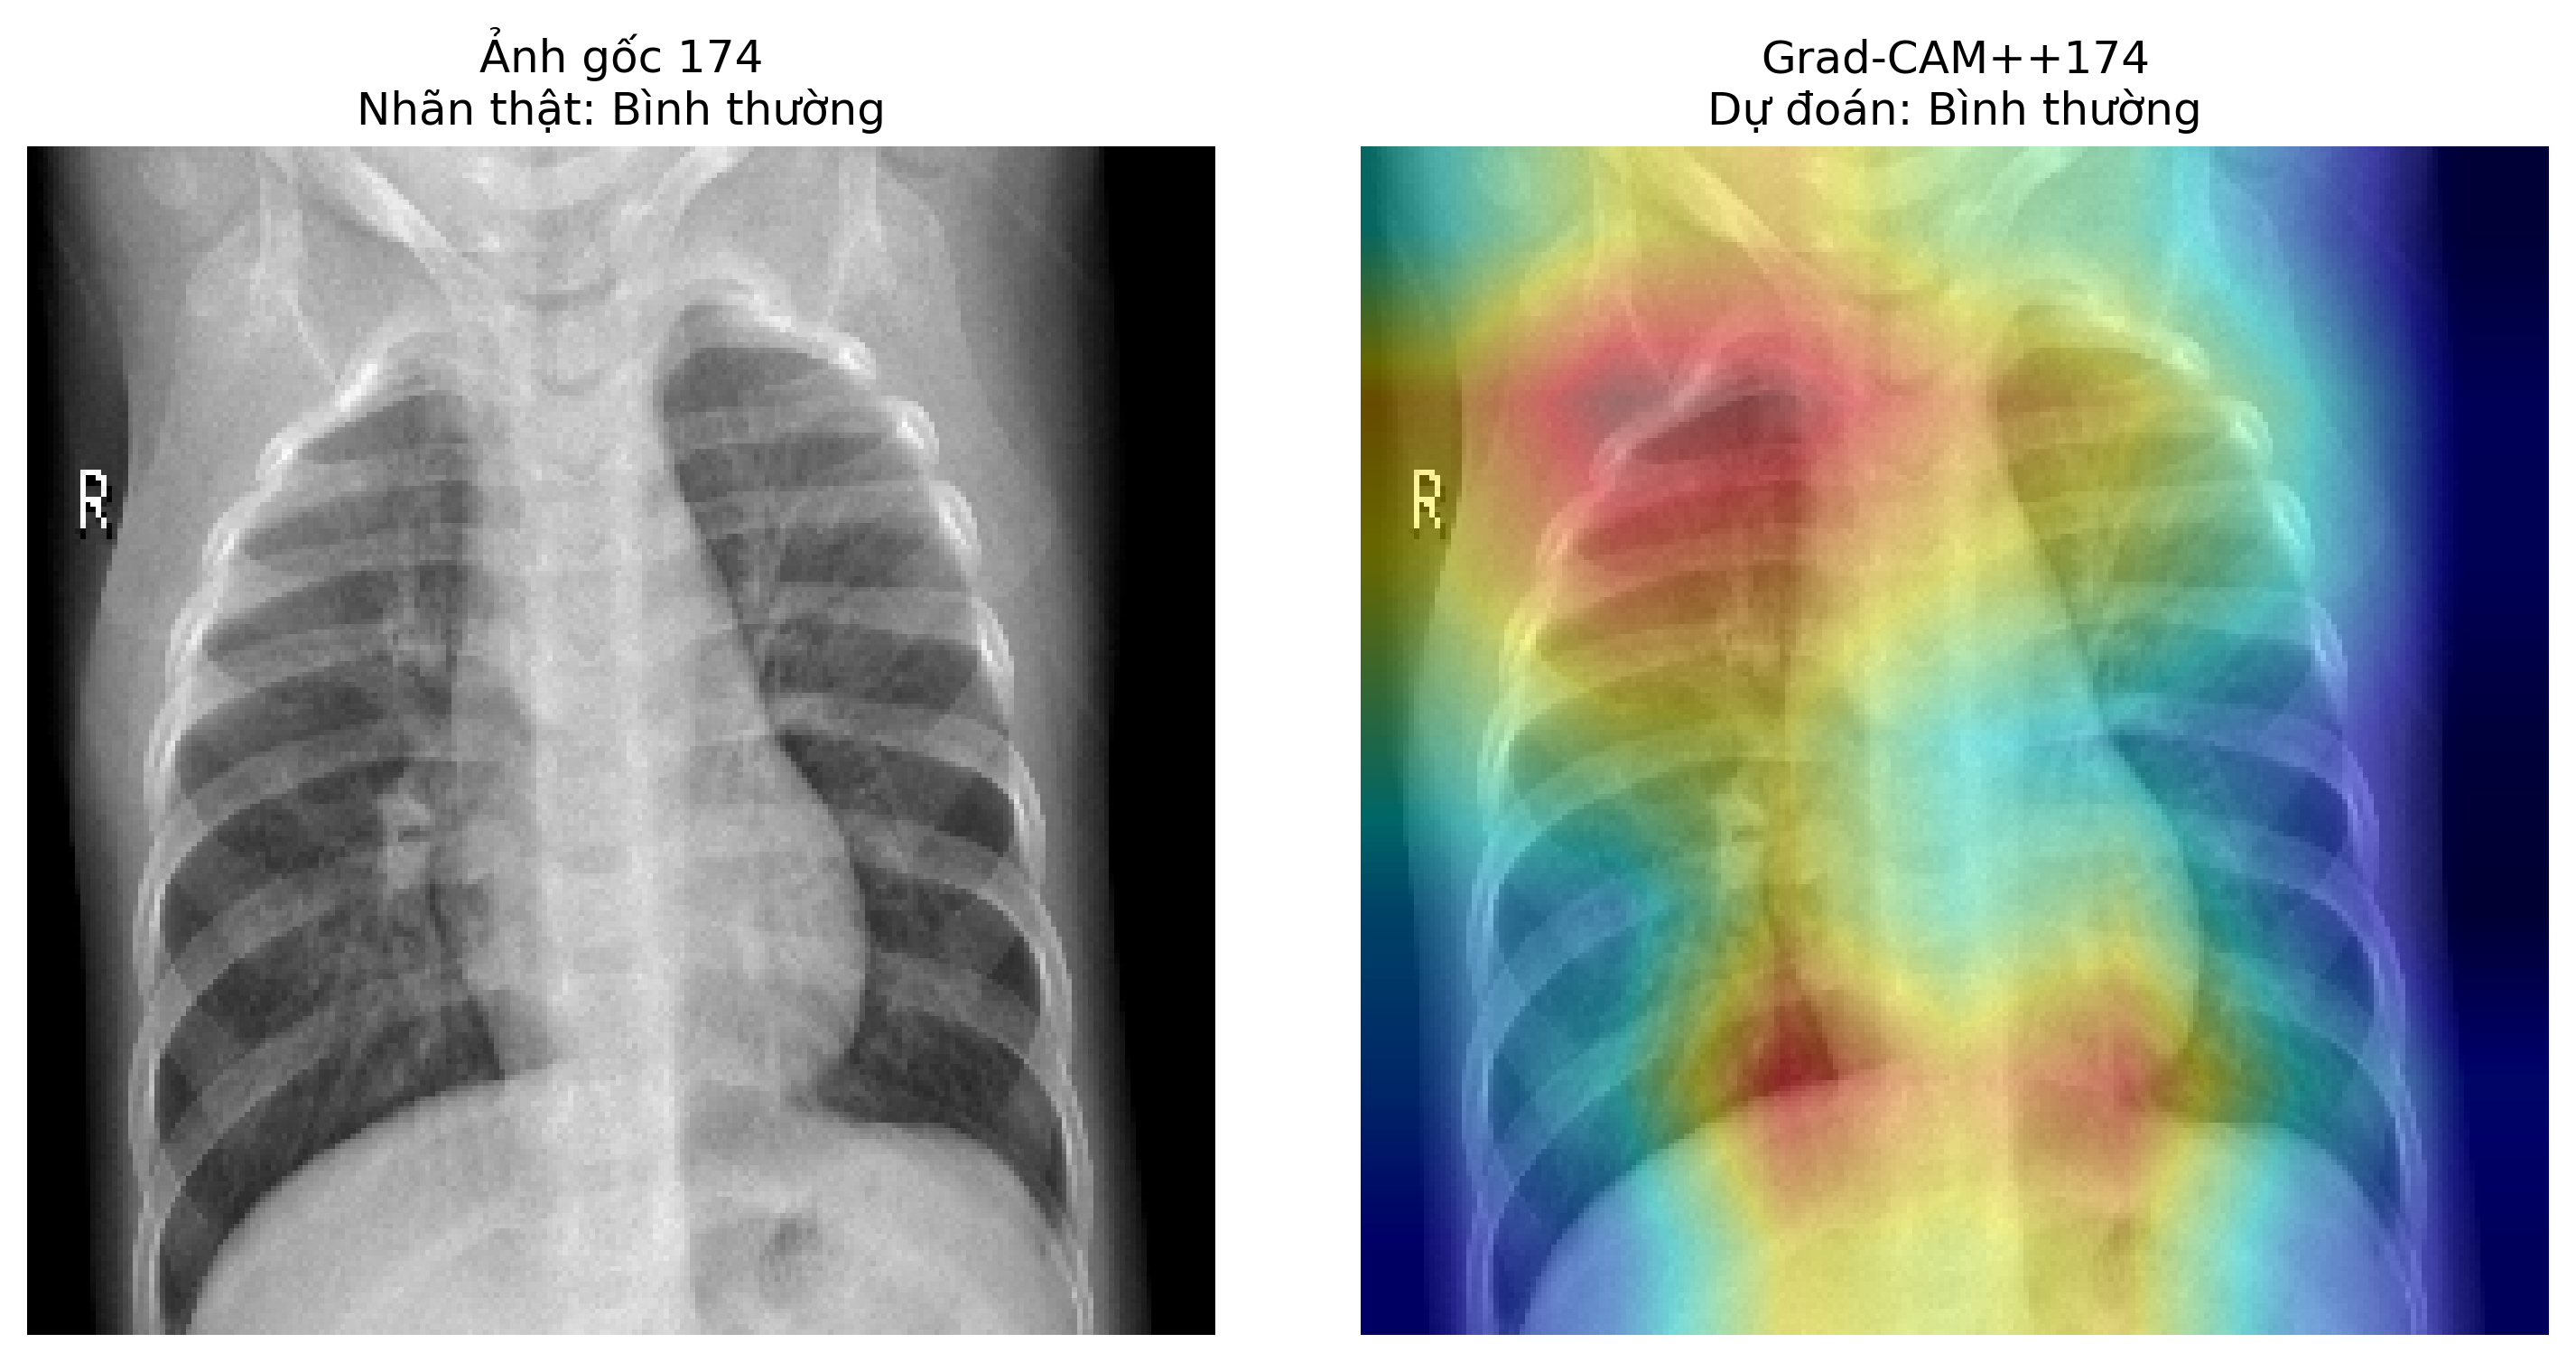 Ảnh gốc 174
Nhãn thật: Bình thường
Grad-CAM++174
Dự đoán: Bình thường
R
R